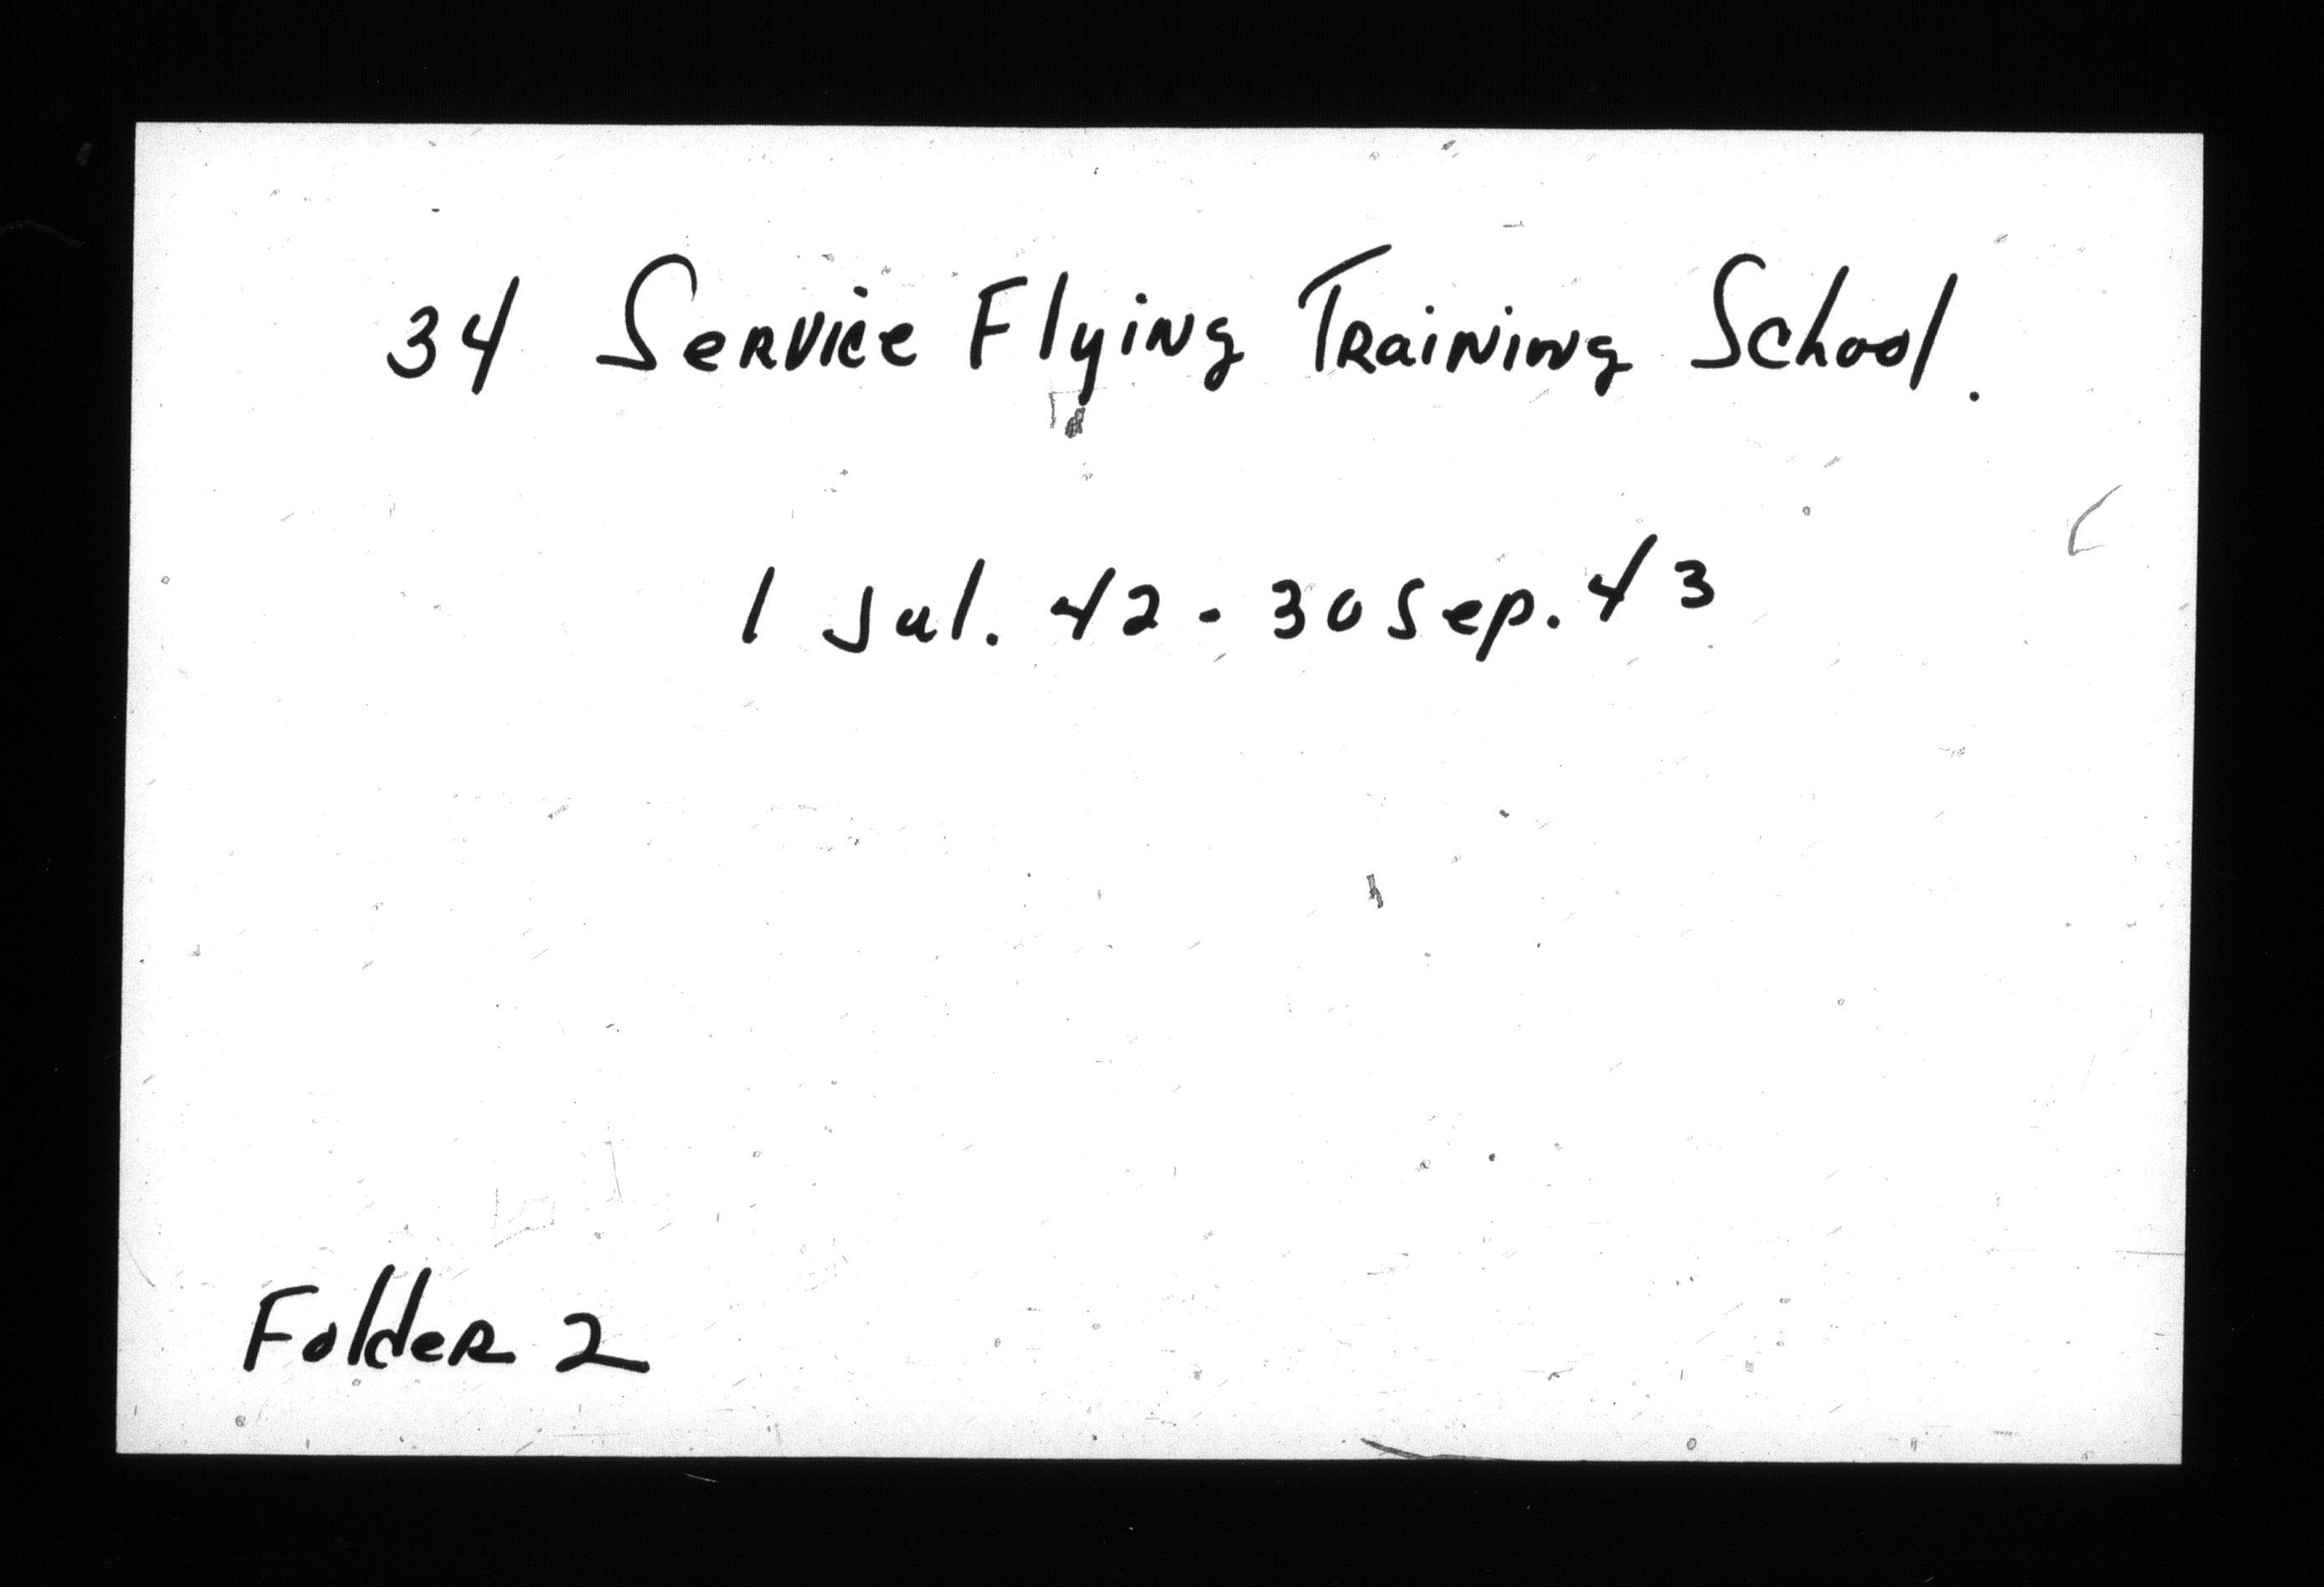 34 Service Flying Training School.
1 Jul. 42 - 30 Sep. 43
Folder 2